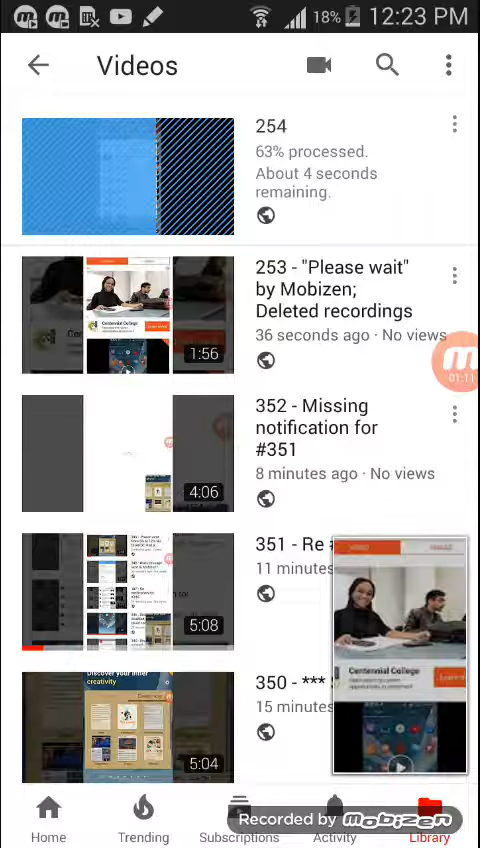 18% 12:23 PM
Videos
254
63% processed.
About 4 seconds
remaining.
253 - "Please wait"
by Mobizen;
Deleted recordings
36 seconds ago · No views
1:56
01:11
352 - Missing
notification for
#351
8 minutes ago · No views
4:06
351 - Re
11 minutes
5:08
Centennial College
350 - ***
15 minutes
Discover your inner
creativity
5:04
Home
Trending
Subscriptions
Activity
Library
Recorded by mobizen